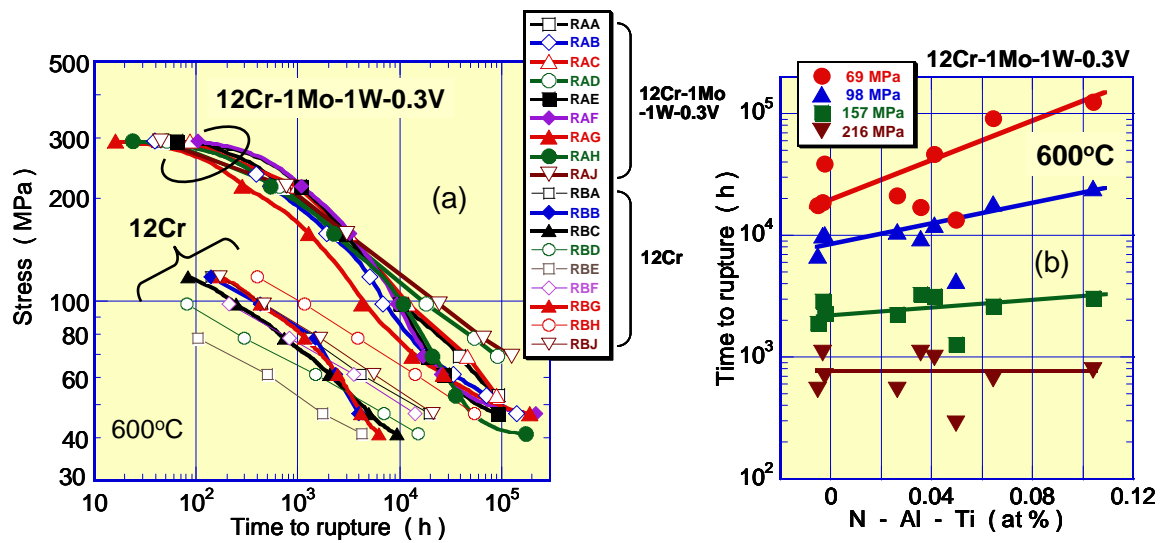 500
300
200
100
80
60
40
30
Stress ( MPa )
12Cr-1Mo-1W-0.3V
(a)
12Cr
600°C
10
10²
10³
10⁴
10⁵
Time to rupture ( h )
RAA
RAB
RAC
RAD
RAE
RAF
RAG
RAH
RAJ
RBA
RBB
RBC
RBD
RBE
RBF
RBG
RBH
RBJ
12Cr-1Mo
-1W-0.3V
12Cr
12Cr-1Mo-1W-0.3V
69 MPa
98 MPa
157 MPa
216 MPa
600°C
(b)
10⁵
10⁴
10³
10²
Time to rupture ( h )
0
0.04
0.08
0.12
N - Al - Ti ( at % )